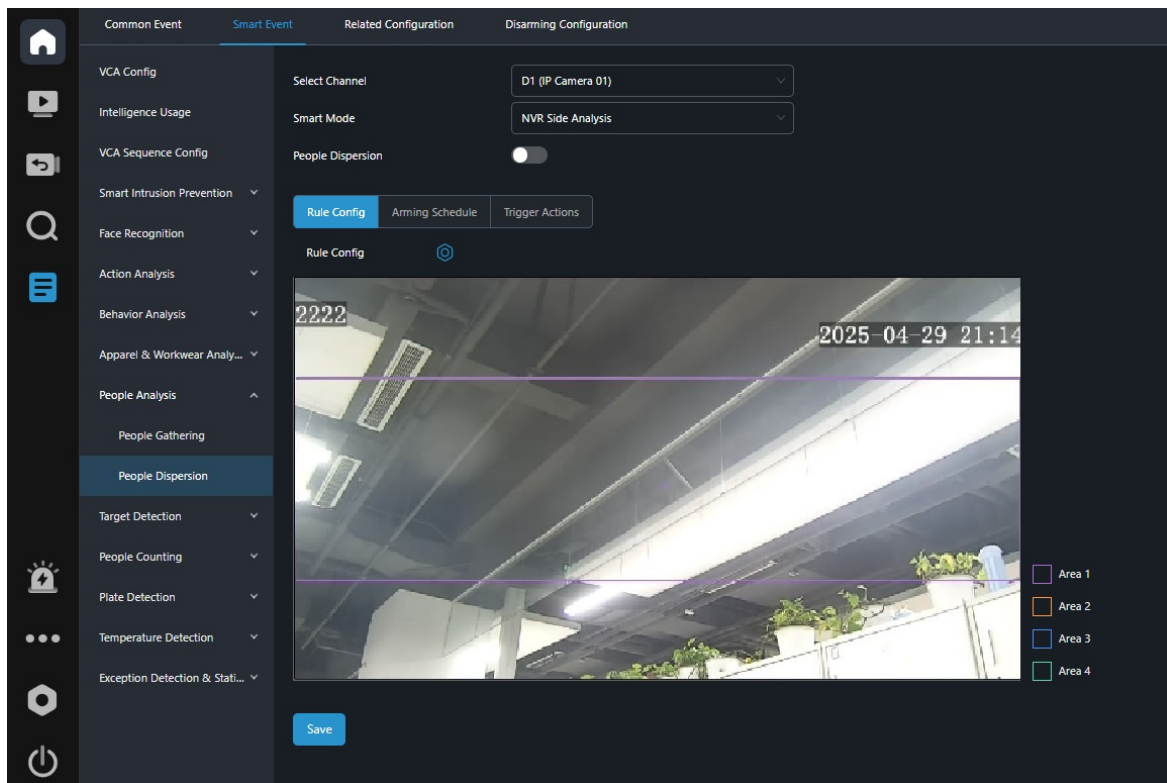 Common Event
Smart Event
Related Configuration
Disarming Configuration
VCA Config
Intelligence Usage
VCA Sequence Config
Smart Intrusion Prevention
Face Recognition
Action Analysis
Behavior Analysis
Apparel & Workwear Analy...
People Analysis
People Gathering
People Dispersion
Target Detection
People Counting
Plate Detection
Temperature Detection
Exception Detection & Stati...
Select Channel
D1 (IP Camera 01)
Smart Mode
NVR Side Analysis
People Dispersion
Rule Config
Arming Schedule
Trigger Actions
Rule Config
2222
2025-04-29 21:14
Area 1
Area 2
Area 3
Area 4
Save